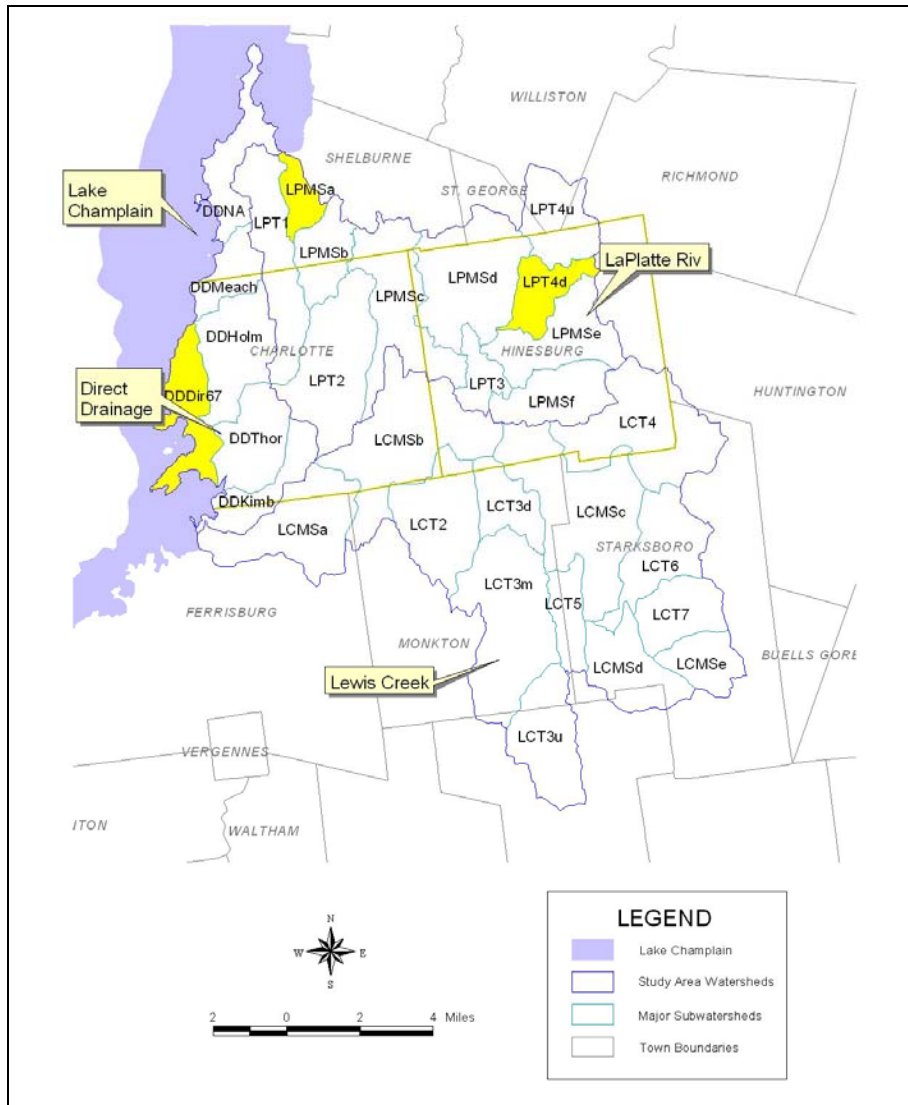 WILLISTON
SHELBURNE
RICHMOND
ST. GEORGE
LPMSa
Lake
Champlain
DDNA
LPT1
LPT4u
LPMSb
LaPlatte Riv
LPMSd
LPT4d
DDMeach
LPMSc
DDHolm
LPMSe
CHARLOTTE
HINESBURG
LPT2
LPT3
HUNTINGTON
DDDir67
Direct
Drainage
LPMSf
LCT4
DDThor
LCMSb
DDKimb
LCT3d
LCMSc
LCMSa
LCT2
STARKSBORO
LCT6
LCT3m
LCT5
LCT7
FERRISBURG
MONKTON
BUELLS GORE
LCMSd
LCMSe
Lewis Creek
LCT3u
VERGENNES
ITON
WALTHAM
N
W E
S
2 0 2 4 Miles
LEGEND
Lake Champlain
Study Area Watersheds
Major Subwatersheds
Town Boundaries